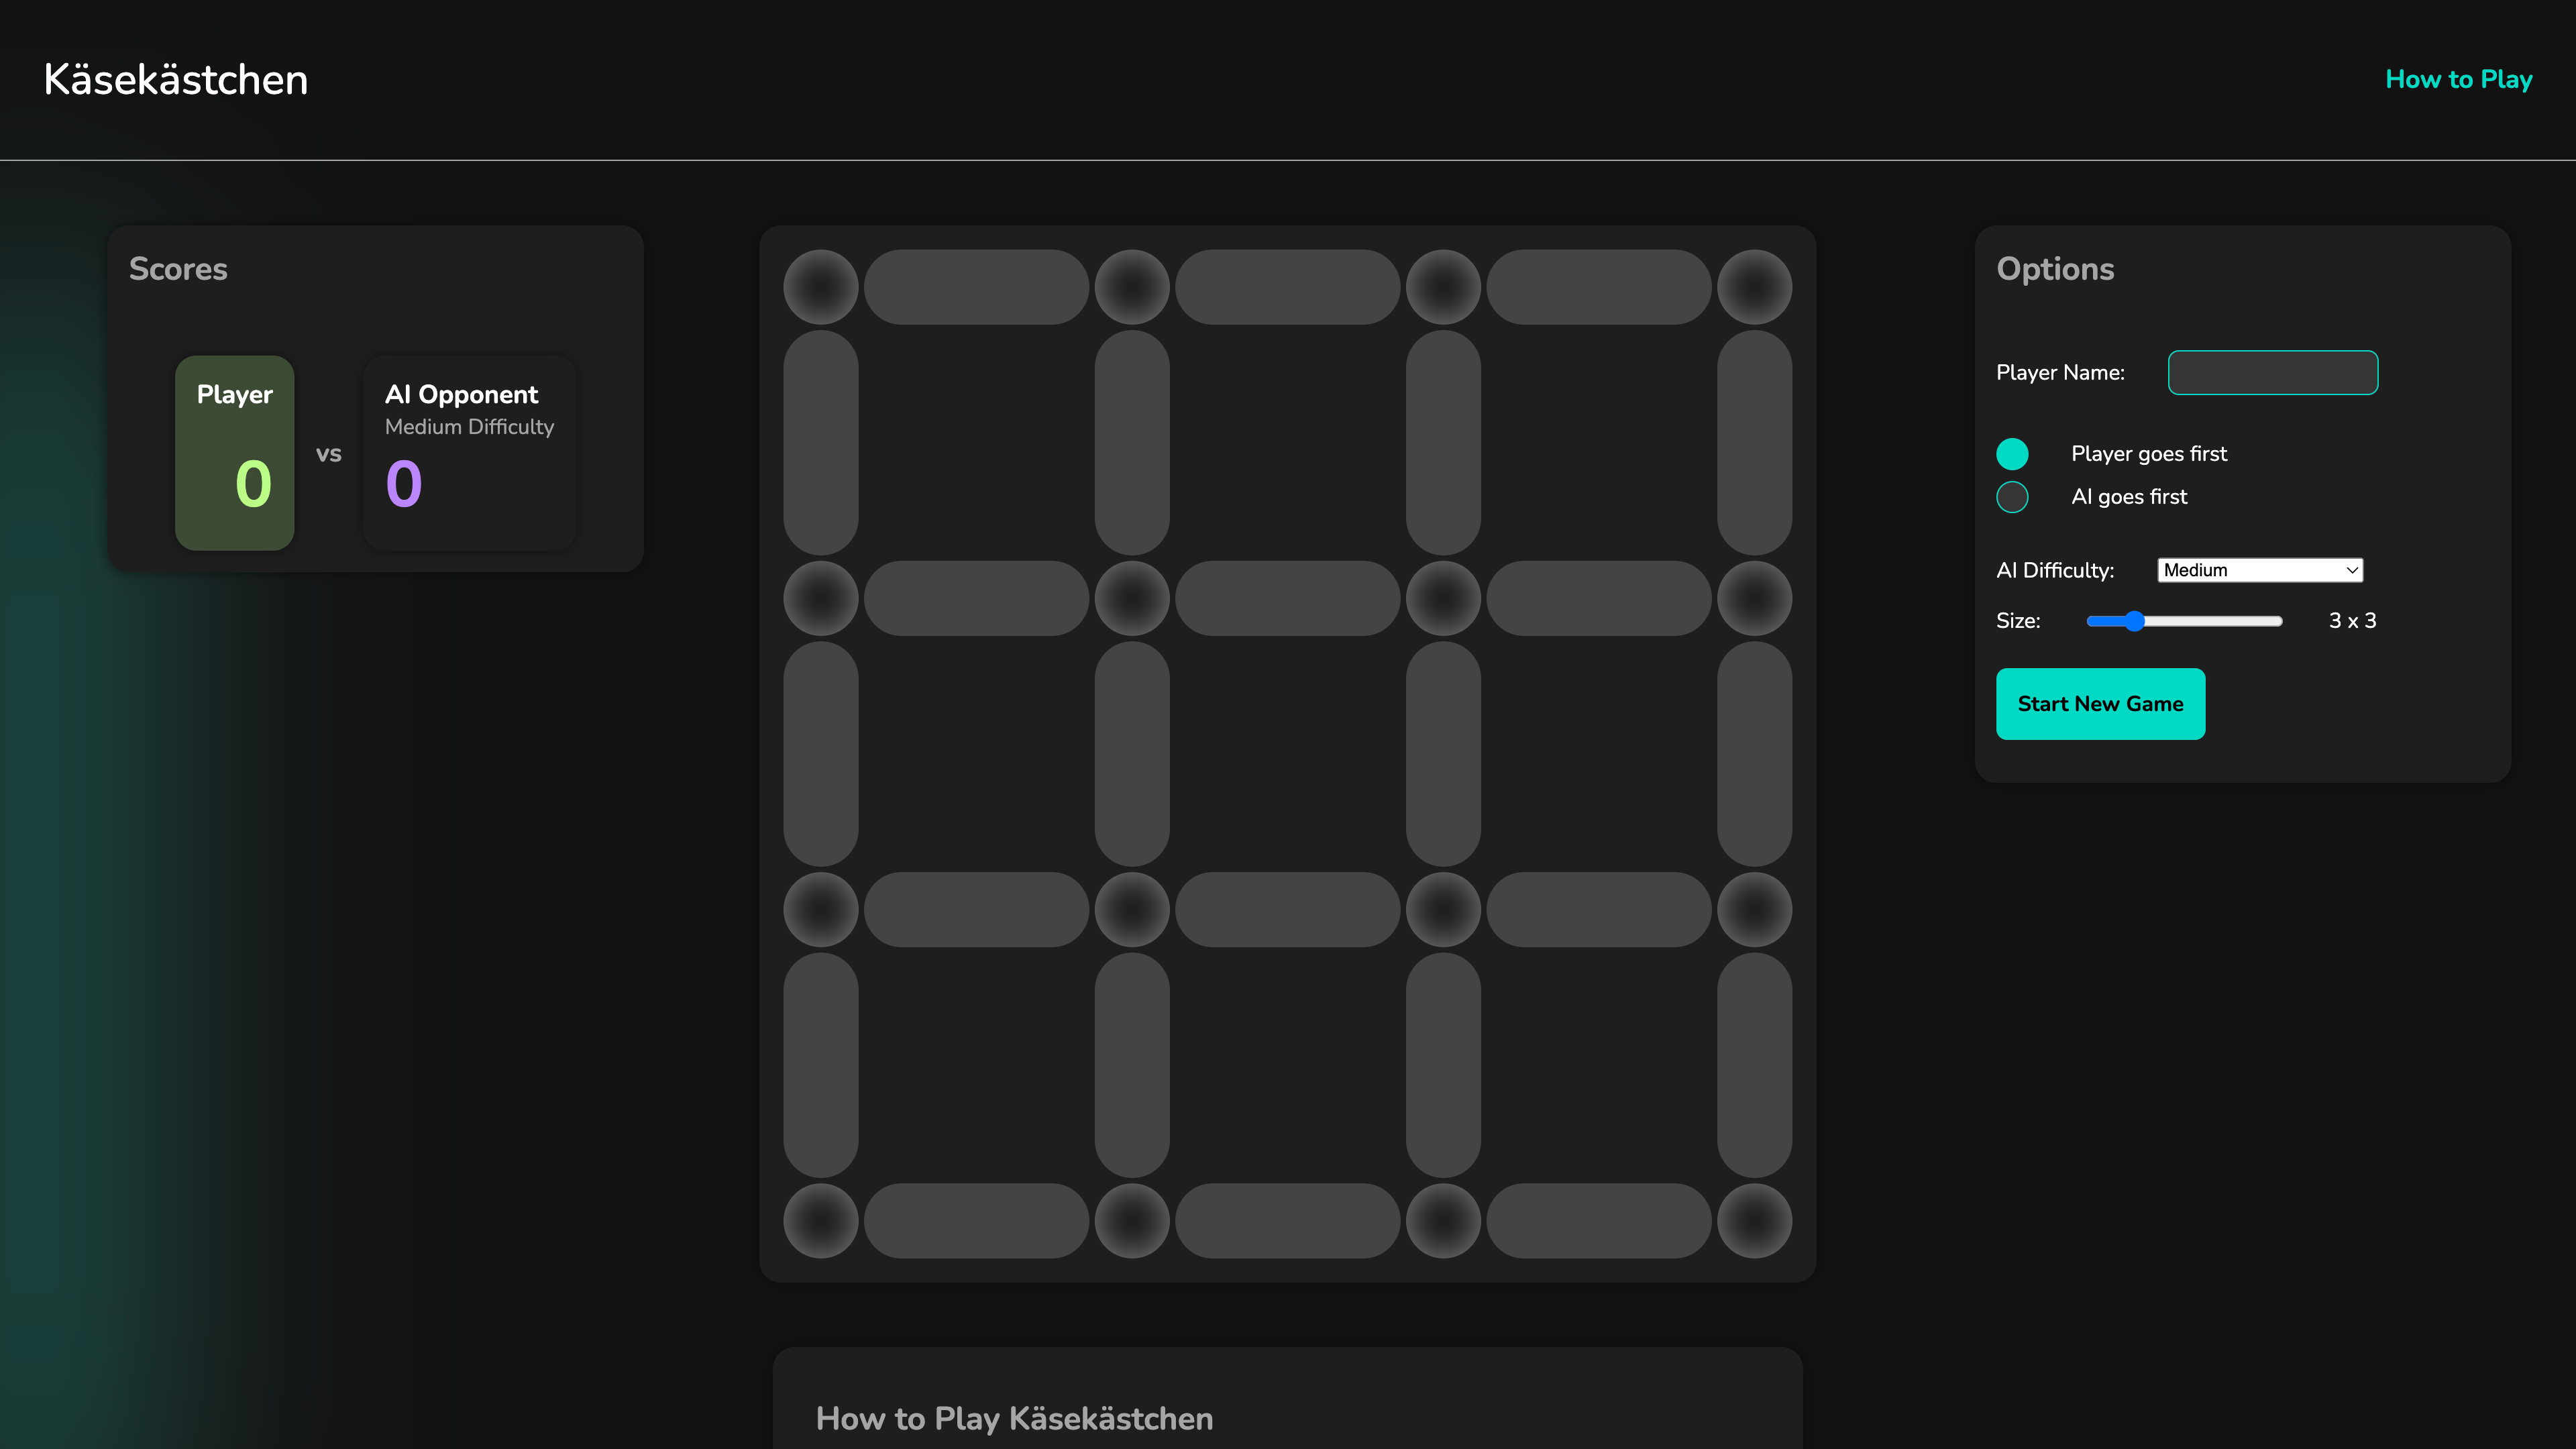 Käsekästchen
How to Play
Scores
Player
0
vs
AI Opponent
Medium Difficulty
0
Options
Player Name:
Player goes first
AI goes first
AI Difficulty:
Medium
Size:
3 x 3
Start New Game
How to Play Käsekästchen